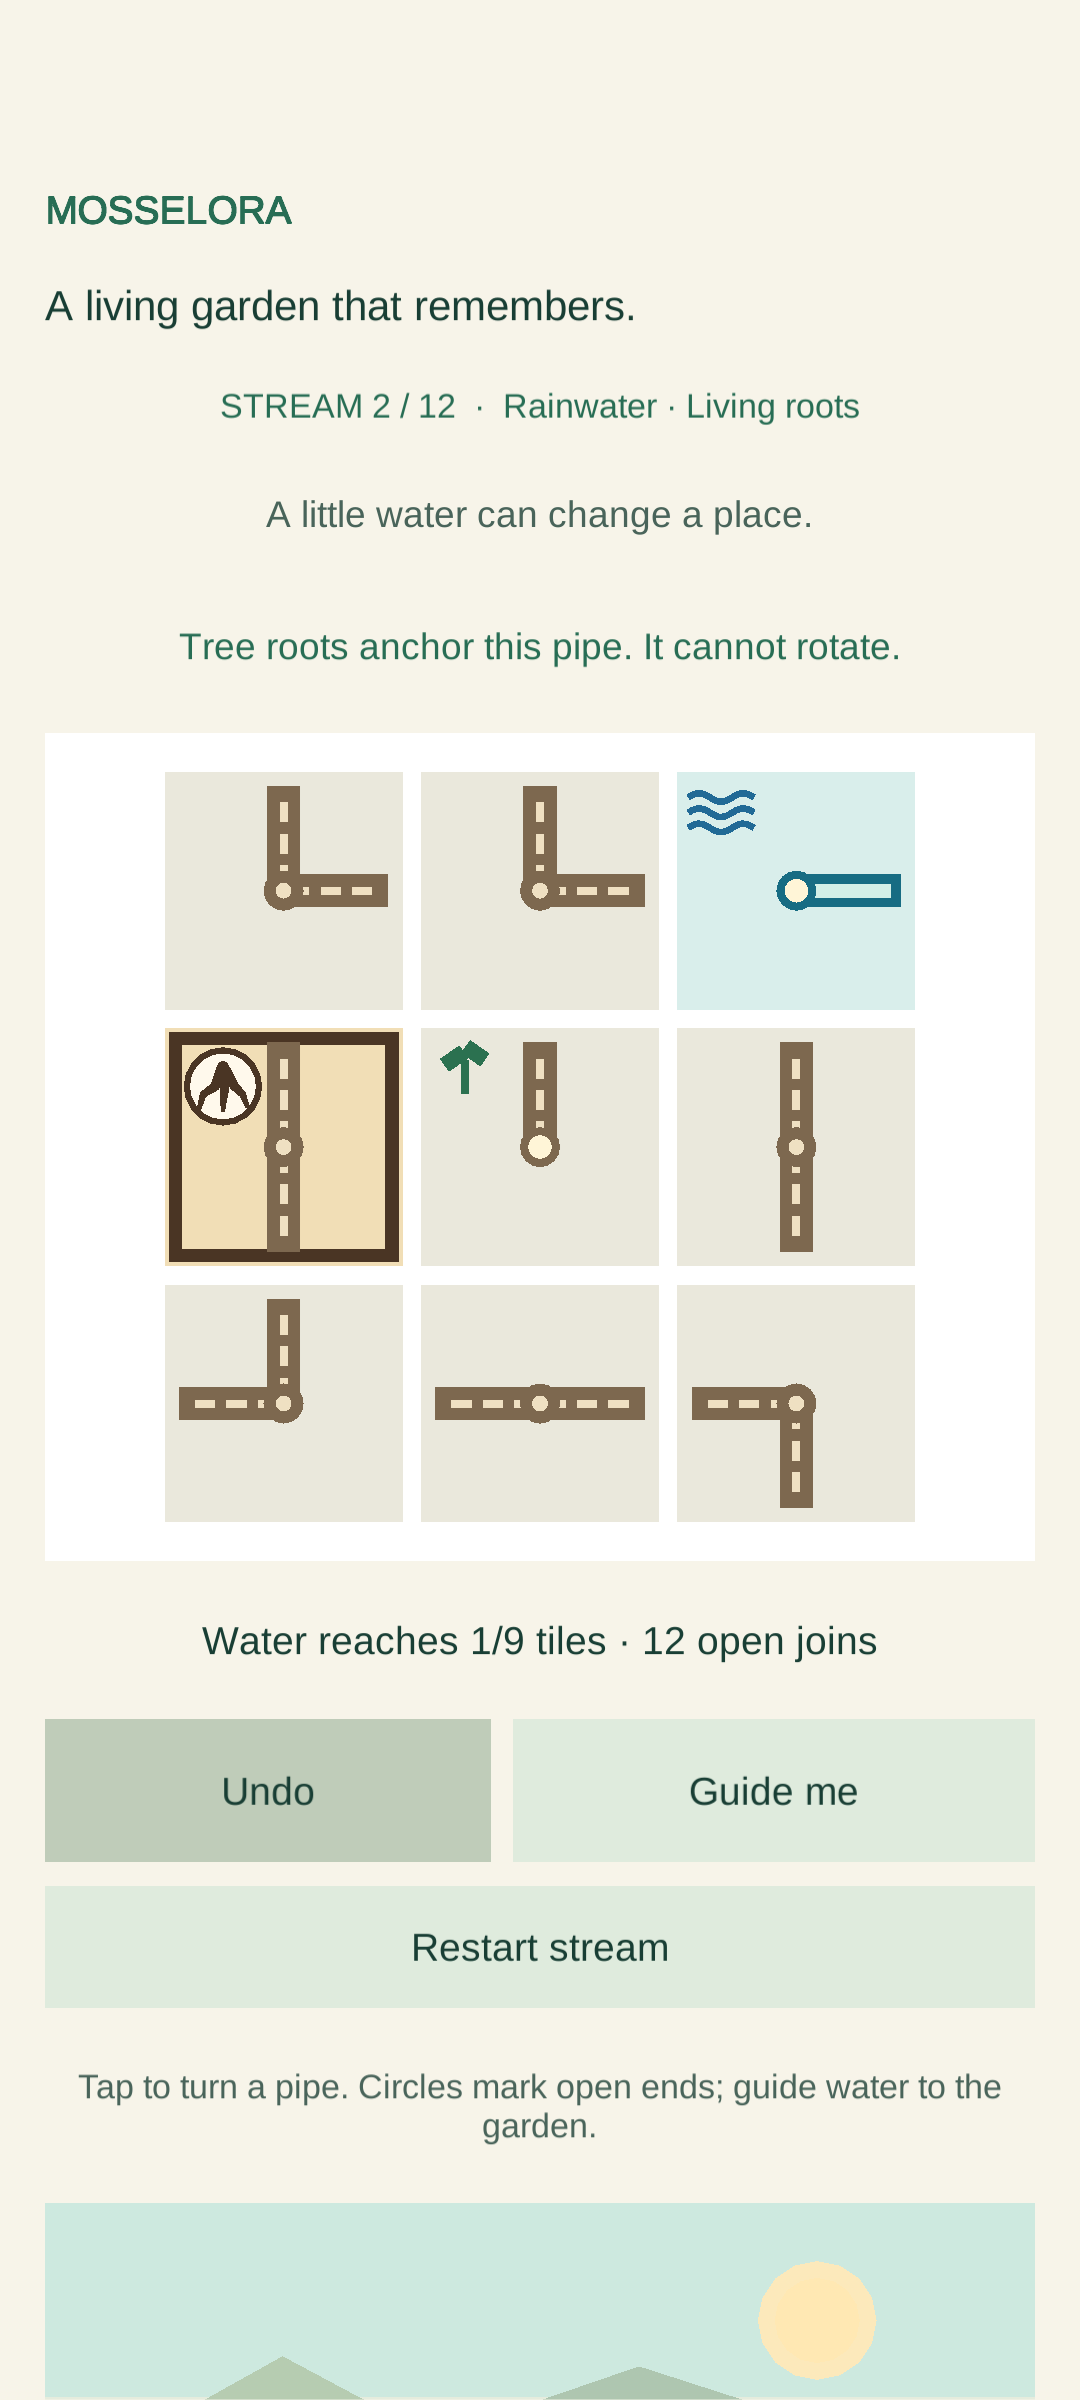 MOSSELORA
A living garden that remembers.
STREAM 2 / 12 · Rainwater · Living roots
A little water can change a place.
Tree roots anchor this pipe. It cannot rotate.
Water reaches 1/9 tiles · 12 open joins
Undo
Guide me
Restart stream
Tap to turn a pipe. Circles mark open ends; guide water to the
garden.